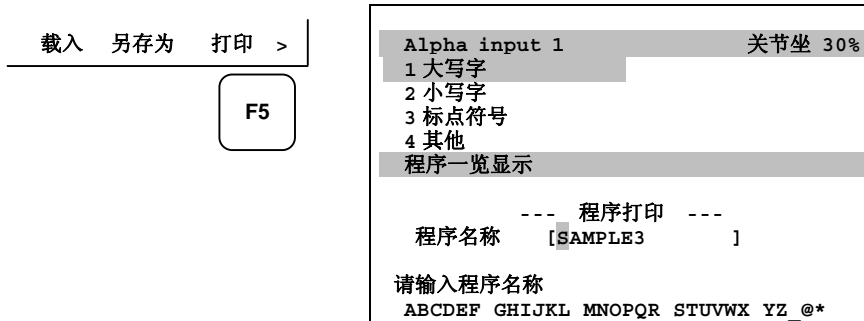 载入 另存为 打印 >
F5
Alpha input 1 关节坐 30%
1 大写字
2 小写字
3 标点符号
4 其他
程序一览显示
--- 程序打印 ---
程序名称 [SAMPLE3 ]
请输入程序名称
ABCDEF GHIJKL MNOPQR STUVWX YZ_@*